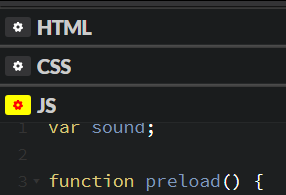 HTML
CSS
JS
1 var sound;
2
3 function preload() {